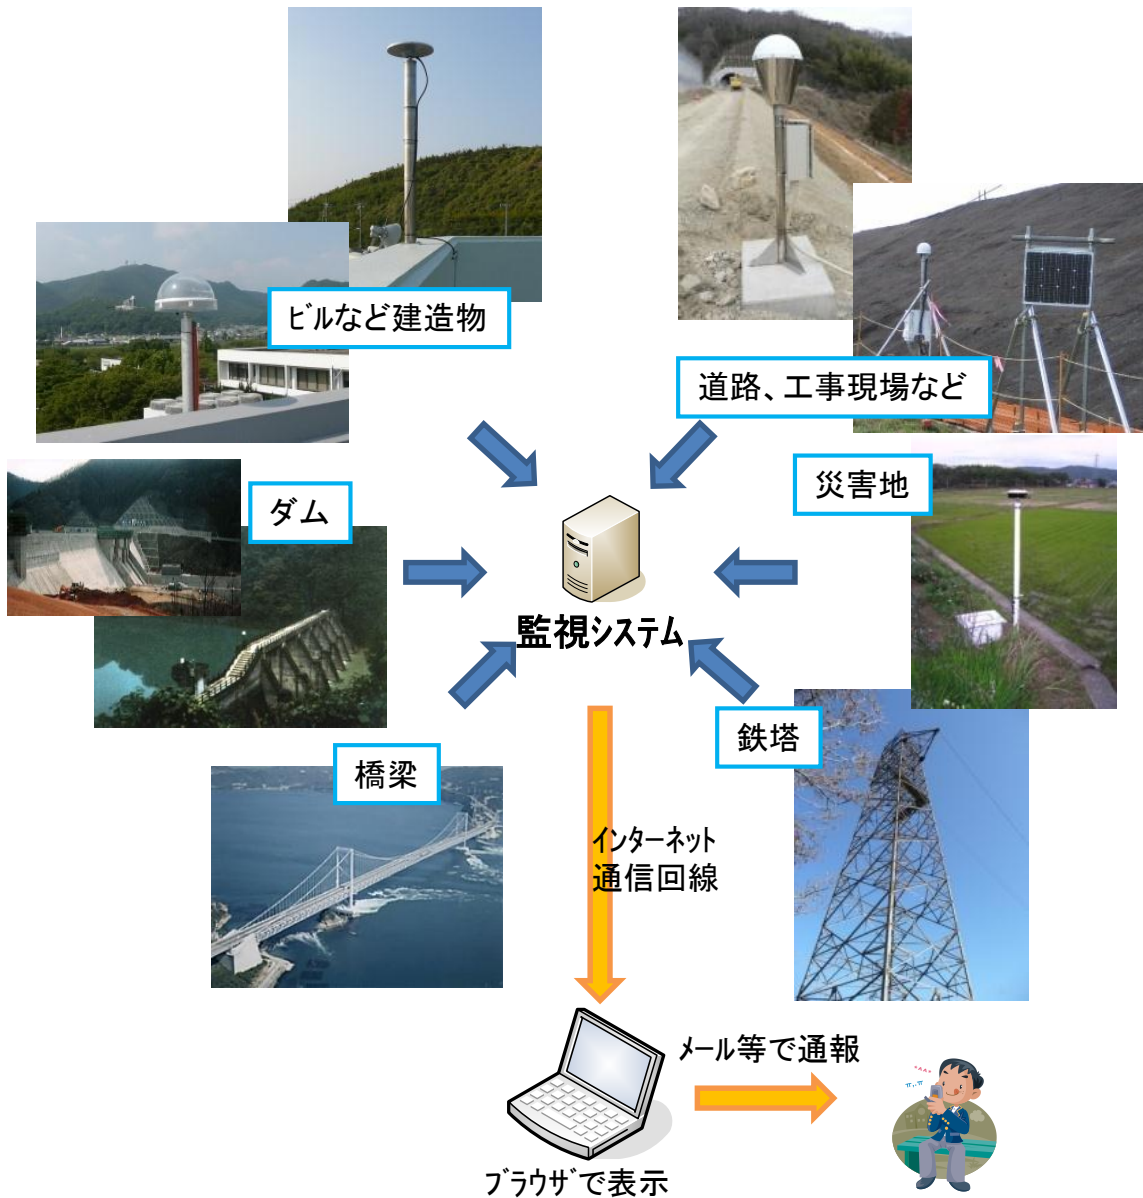 ﾋﾞﾙなど建造物
道路、工事現場など
ダム
災害地
監視ｼｽﾃﾑ
橋梁
鉄塔
ｲﾝﾀｰﾈｯﾄ
通信回線
ﾒｰﾙ等で通報
ﾌﾞﾗｳｻﾞで表示